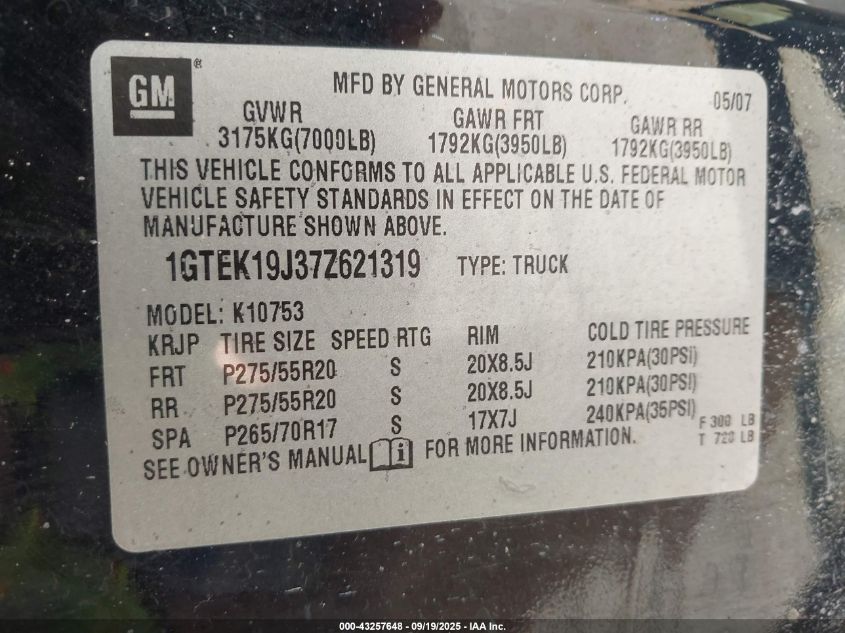 GM ® MFD BY GENERAL MOTORS CORP. 05/07
GVWR GAWR FRT GAWR RR
3175KG(7000LB) 1792KG(3950LB) 1792KG(3950LB)
THIS VEHICLE CONFORMS TO ALL APPLICABLE U.S. FEDERAL MOTOR
VEHICLE SAFETY STANDARDS IN EFFECT ON THE DATE OF
MANUFACTURE SHOWN ABOVE.
1GTEK19J37Z621319 TYPE: TRUCK
MODEL: K10753
KRJP TIRE SIZE SPEED RTG RIM COLD TIRE PRESSURE
FRT P275/55R20 S 20X8.5J 210KPA(30PSI)
RR P275/55R20 S 20X8.5J 210KPA(30PSI)
SPA P265/70R17 S 17X7J 240KPA(35PSI) F 300 LB
T 720 LB
SEE OWNER'S MANUAL i FOR MORE INFORMATION.
000-43257648 - 09/19/2025 - IAA Inc.